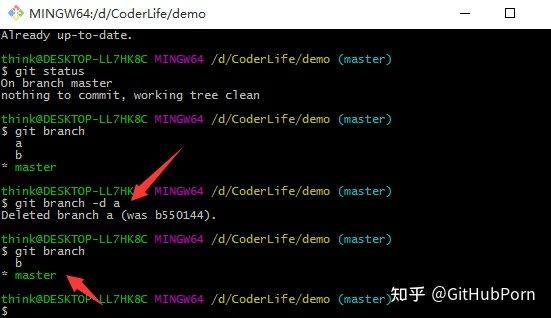 MINGW64:/d/CoderLife/demo
Already up-to-date.
think@DESKTOP-LL7HK8C MINGW64 /d/CoderLife/demo (master)
$ git status
On branch master
nothing to commit, working tree clean
think@DESKTOP-LL7HK8C MINGW64 /d/CoderLife/demo (master)
$ git branch
a
b
* master
think@DESKTOP-LL7HK8C MINGW64 /d/CoderLife/demo (master)
$ git branch -d a
Deleted branch a (was b550144).
think@DESKTOP-LL7HK8C MINGW64 /d/CoderLife/demo (master)
$ git branch
b
* master
think@DESKTOP-LL7HK8C MINGW64 /d/CoderLife/demo (master)
$
知乎 @GitHubPorn